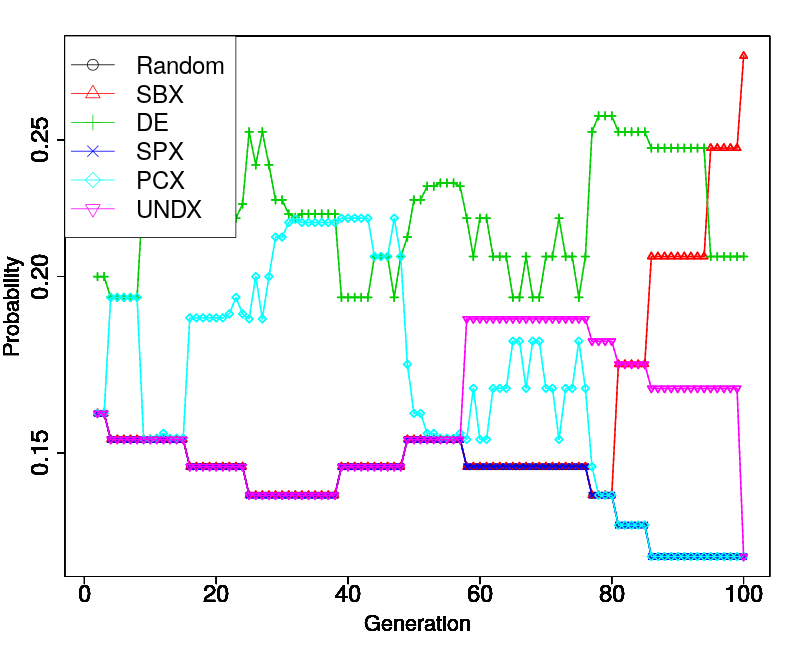 Random
SBX
DE
SPX
PCX
UNDX
0.25
0.20
0.15
Probability
0 20 40 60 80 100
Generation